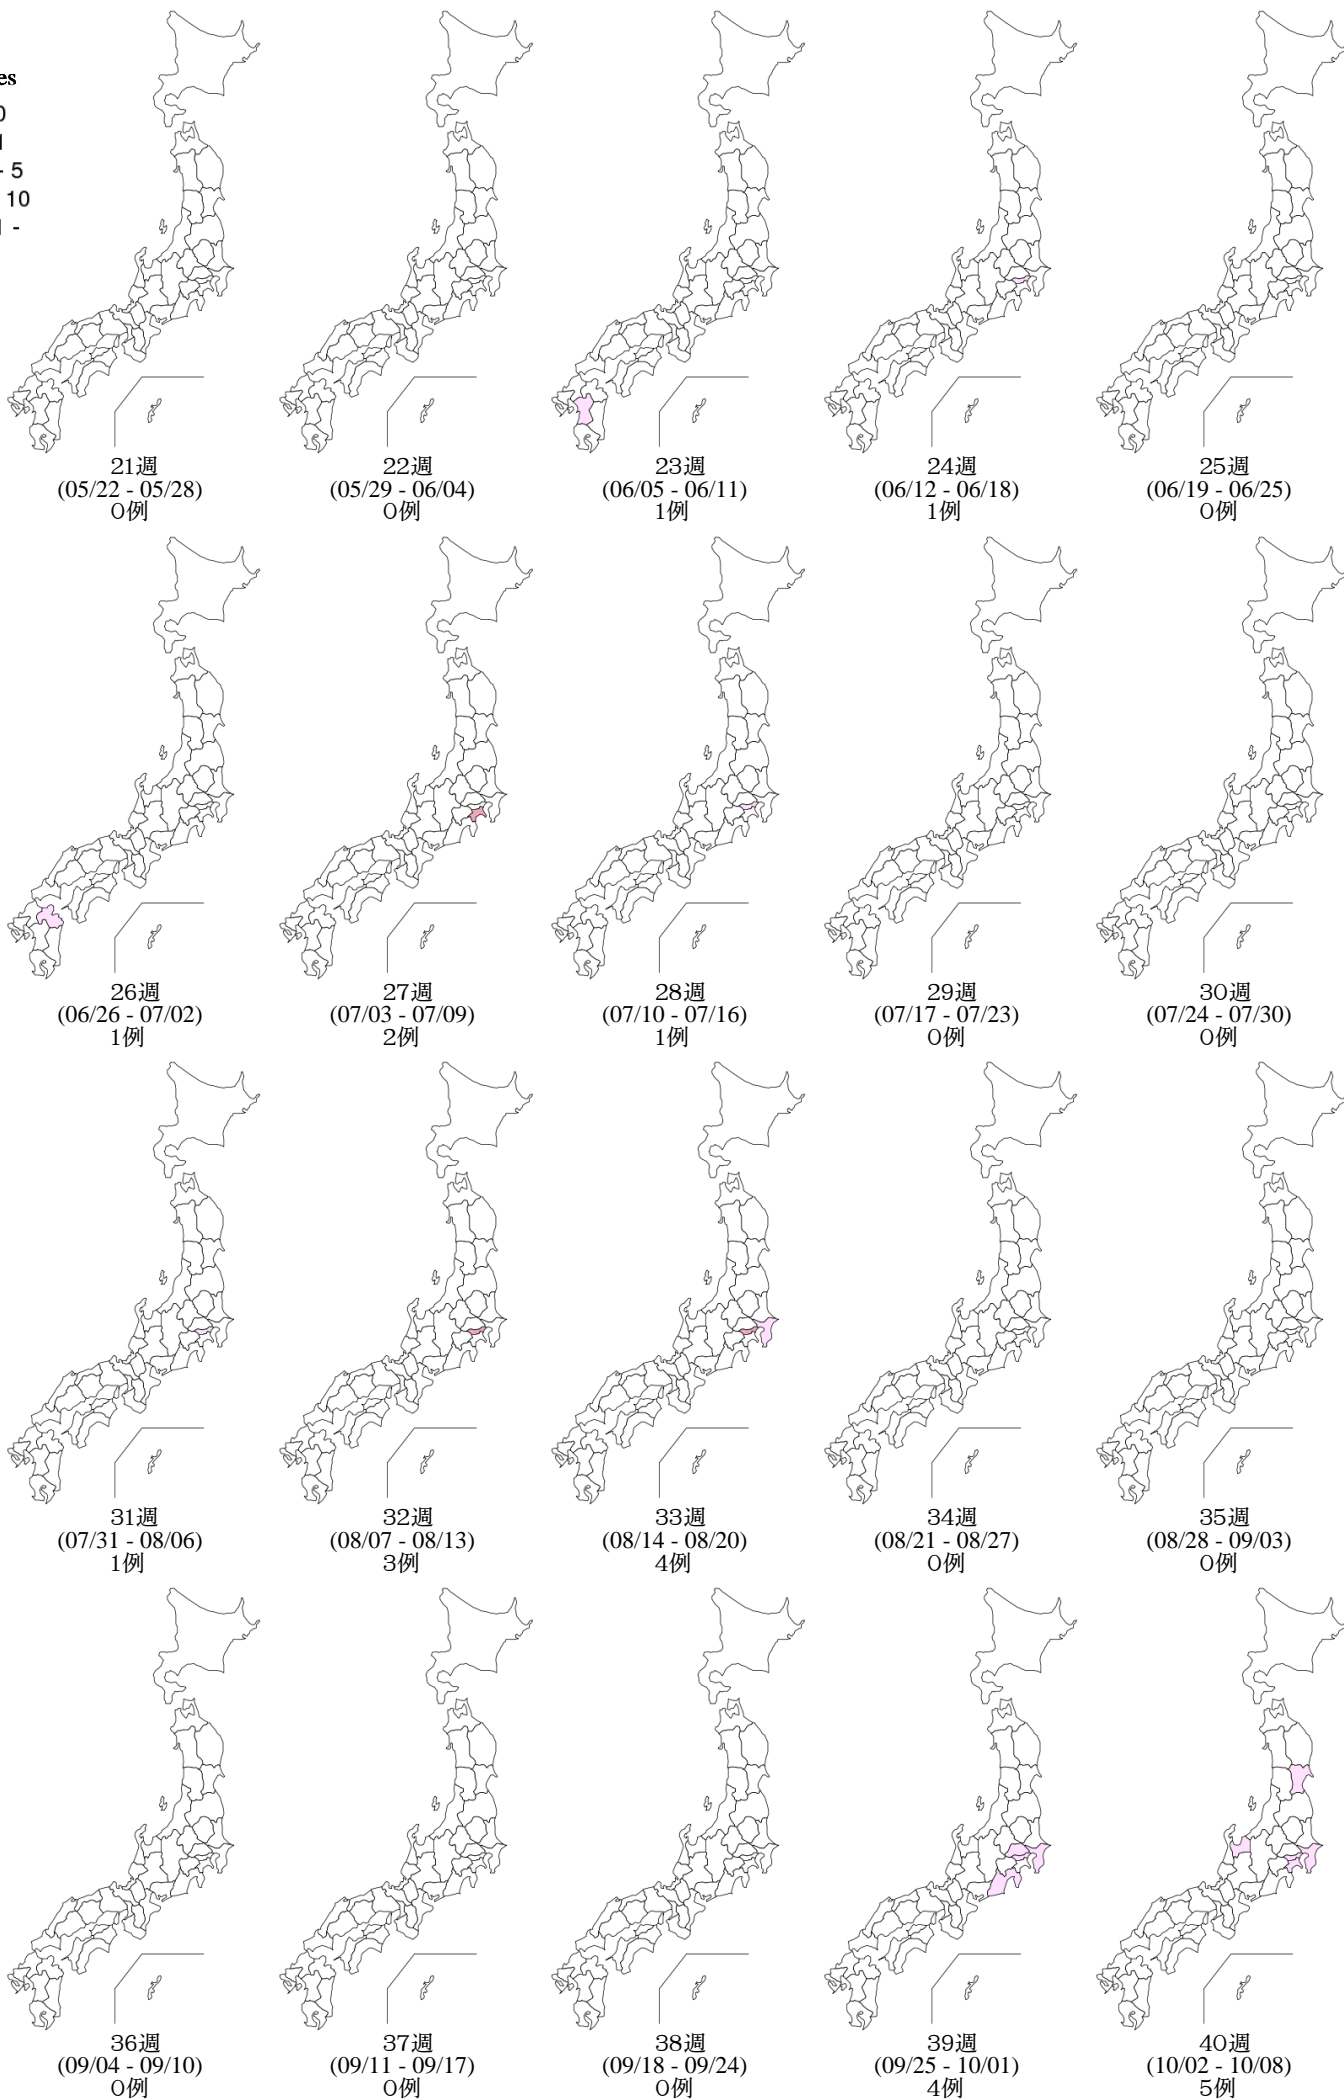 es
0
1
- 5
10
1 -
21週
(05/22 - 05/28)
0例
22週
(05/29 - 06/04)
0例
23週
(06/05 - 06/11)
1例
24週
(06/12 - 06/18)
1例
25週
(06/19 - 06/25)
0例
26週
(06/26 - 07/02)
1例
27週
(07/03 - 07/09)
2例
28週
(07/10 - 07/16)
1例
29週
(07/17 - 07/23)
0例
30週
(07/24 - 07/30)
0例
31週
(07/31 - 08/06)
1例
32週
(08/07 - 08/13)
3例
33週
(08/14 - 08/20)
4例
34週
(08/21 - 08/27)
0例
35週
(08/28 - 09/03)
0例
36週
(09/04 - 09/10)
0例
37週
(09/11 - 09/17)
0例
38週
(09/18 - 09/24)
0例
39週
(09/25 - 10/01)
4例
40週
(10/02 - 10/08)
5例